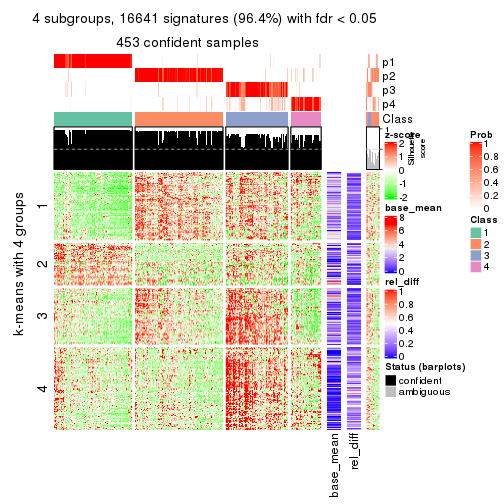 4 subgroups, 16641 signatures (96.4%) with fdr < 0.05
453 confident samples
p1
p2
p3
p4
Class
1
Silhouette
score
k-means with 4 groups
1
2
3
4
base_mean
rel_diff
z-score
2
1
0
-1
-2
base_mean
8
6
4
2
0
rel_diff
1
0.8
0.6
0.4
0.2
0
Status (barplots)
confident
ambiguous
Prob
1
0.8
0.6
0.4
0.2
0
Class
1
2
3
4